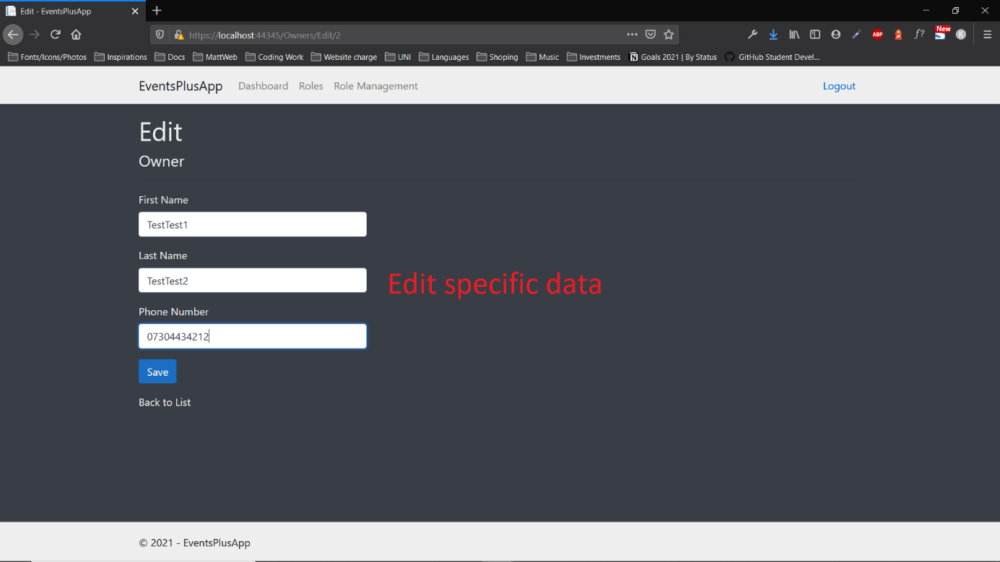 Edit - EventsPlusApp
https://localhost:44345/Owners/Edit/2
ABP
f?
New
S
K
Fonts/Icons/Photos Inspirations Docs MattWeb Coding Work Website charge UNI Languages Shoping Music Investments Goals 2021 | By Status GitHub Student Devel...
EventsPlusApp Dashboard Roles Role Management Logout
Edit
Owner
First Name
TestTest1
Last Name
TestTest2
Edit specific data
Phone Number
07304434212
Save
Back to List
© 2021 - EventsPlusApp